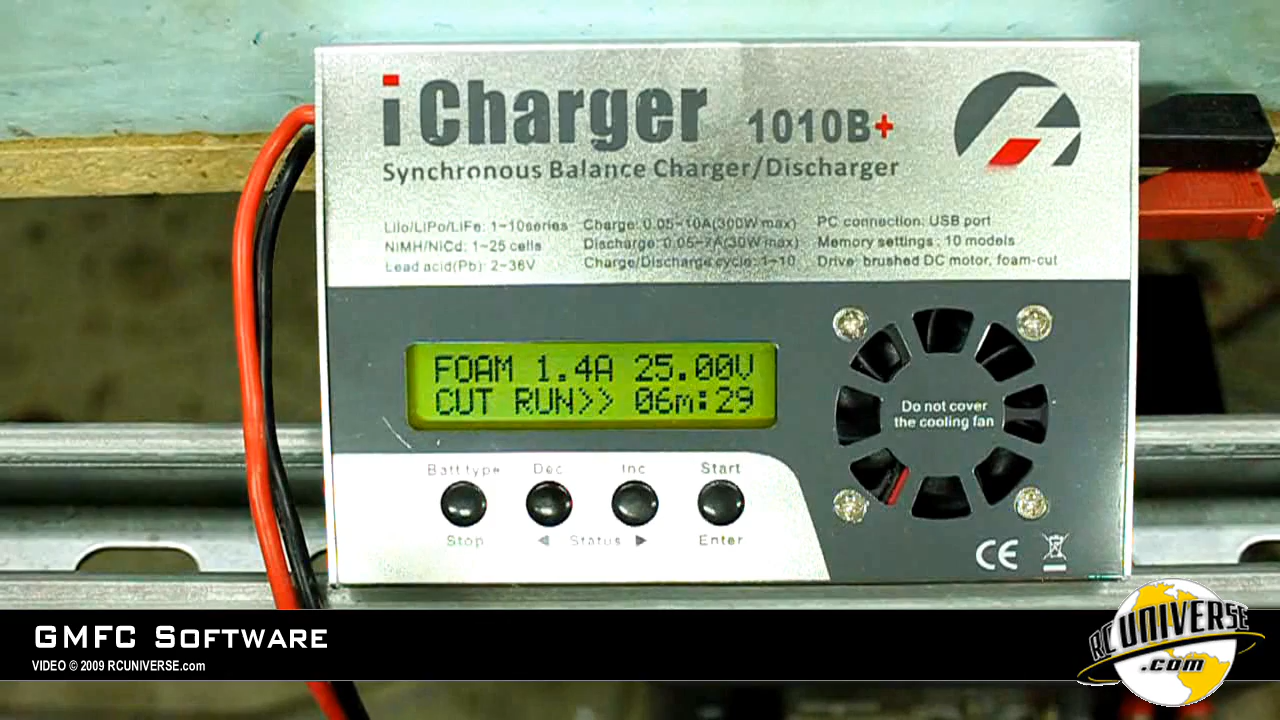 iCharger 1010B+
Synchronous Balance Charger/Discharger
LiIo/LiPo/LiFe: 1~10series Charge: 0.05~10A(300W max) PC connection: USB port
NiMH/NiCd: 1~25 cells Discharge: 0.05~7A(30W max) Memory settings: 10 models
Lead acid(Pb): 2~36V Charge/Discharge cycle: 1~10 Drive: brushed DC motor, foam-cut
FOAM 1.4A 25.00V
CUT RUN>> 06m:29
Do not cover
the cooling fan
Batt type Dec Inc Start
Stop ◀ Status ▶ Enter
CE
GMFC SOFTWARE
VIDEO © 2009 RCUNIVERSE.com
RC UNIVERSE
.com